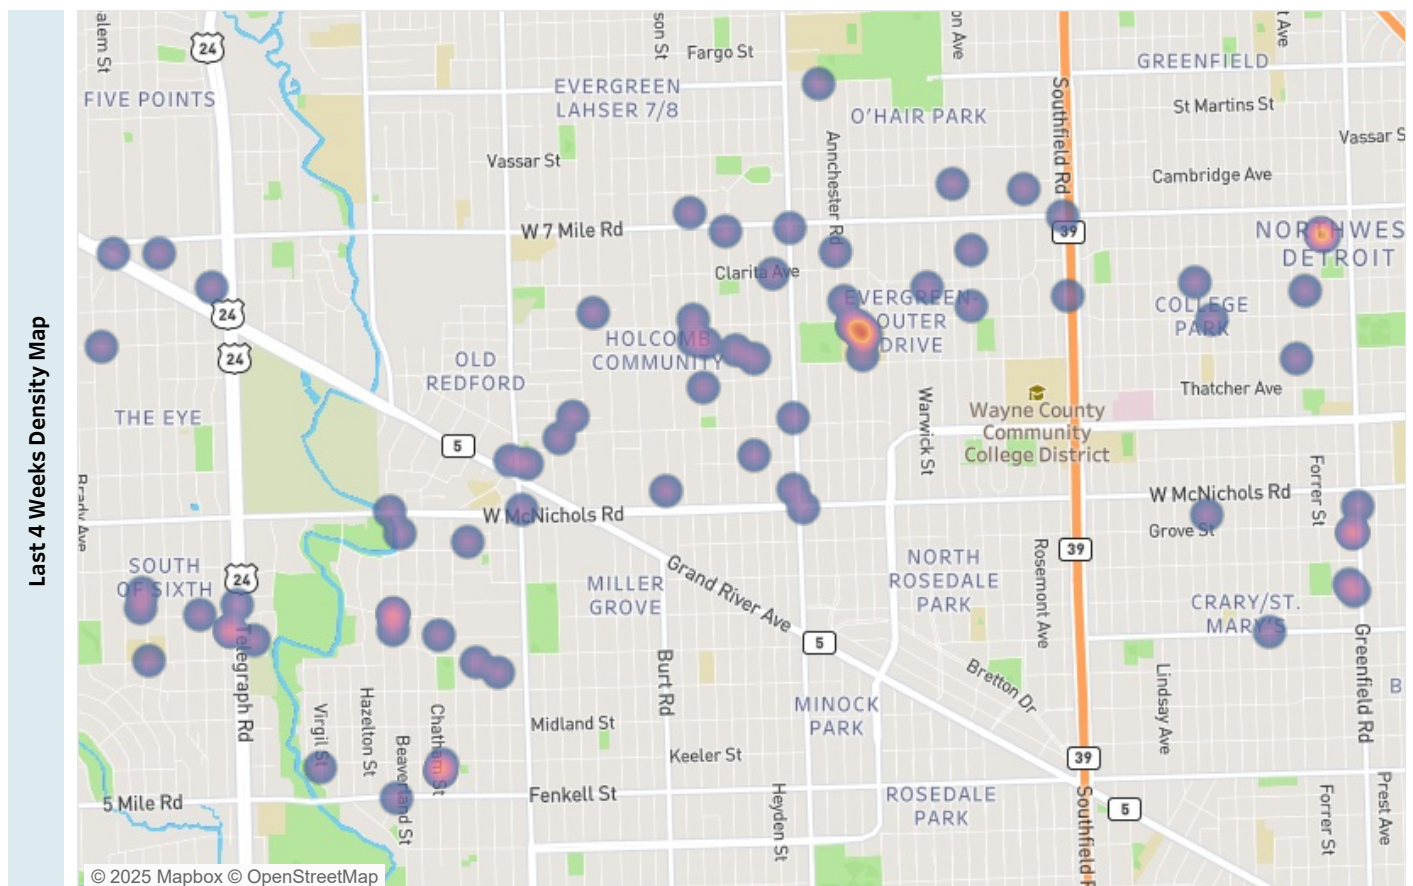 Last 4 Weeks Density Map
24
Fargo St
GREENFIELD
FIVE POINTS
EVERGREEN
LAHSER 7/8
St Martins St
O'HAIR PARK
Southfield Rd
Vassar St
Annchester Rd
Cambridge Ave
W 7 Mile Rd
39
DETROIT
Clarita Ave
24
EVERGREEN-
OUTER
DRIVE
COLLEGE
PARK
HOLCOMB
COMMUNITY
24
OLD
REDFORD
Thatcher Ave
THE EYE
Warwick St
Wayne County
Community
College District
5
Forrer St
Brady Ave
W McNichols Rd
W McNichols Rd
Grove St
39
Rosemont Ave
SOUTH
OF SIXTH
24
MILLER
GROVE
Grand River Ave
NORTH
ROSEDALE
PARK
CRARY/ST.
MARY'S
5
Telegraph Rd
Burt Rd
Bretton Dr
Lindsay Ave
Greenfield Rd
Virgil St
Hazelton St
Chatham St
Beaverland St
Midland St
MINOCK
PARK
Keeler St
39
5 Mile Rd
Fenkell St
Heyden St
ROSEDALE
PARK
5
Forrer St
Prest Ave
© 2025 Mapbox © OpenStreetMap